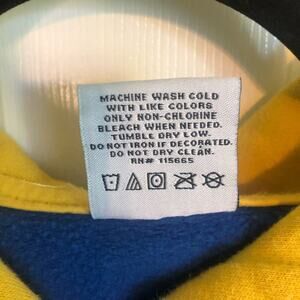 MACHINE WASH COLD
WITH LIKE COLORS
ONLY NON-CHLORINE
BLEACH WHEN NEEDED.
TUMBLE DRY LOW.
DO NOT IRON IF DECORATED.
DO NOT DRY CLEAN.
RN# 115665